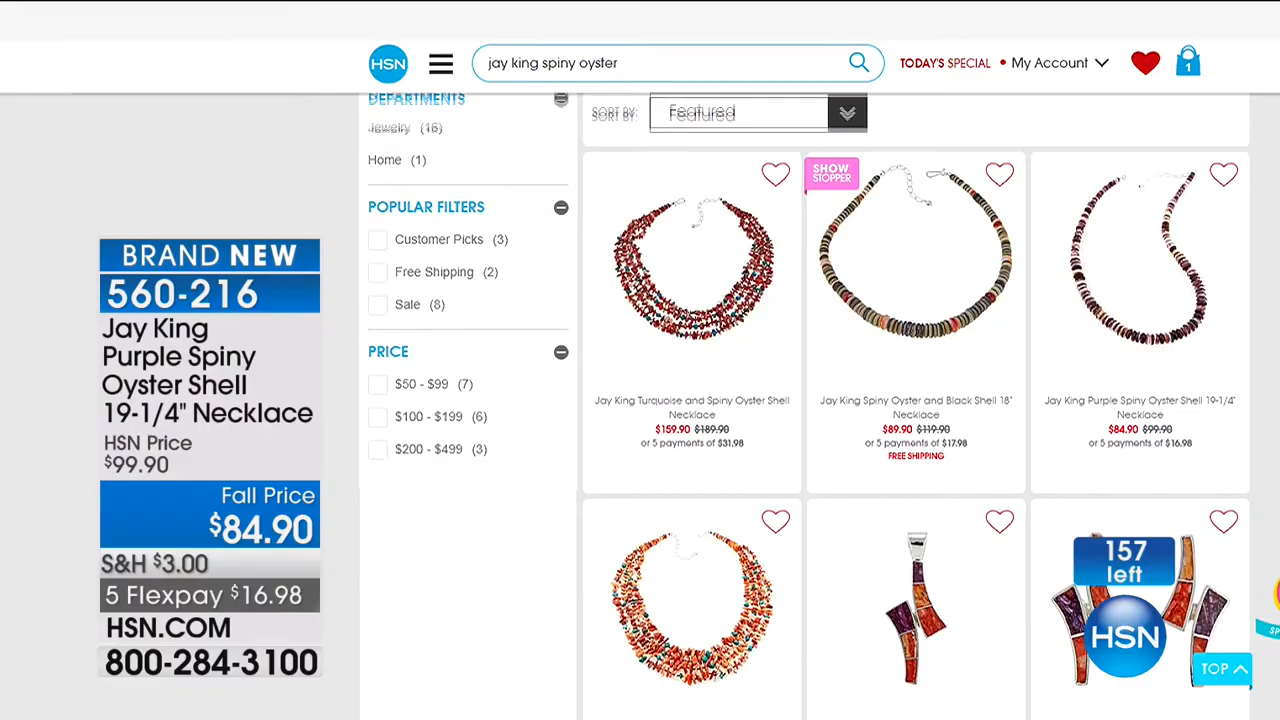 HSN
jay king spiny oyster
TODAY'S SPECIAL • My Account
1
DEPARTMENTS
Jewelry (16)
Home (1)
POPULAR FILTERS
Customer Picks (3)
Free Shipping (2)
Sale (8)
PRICE
$50 - $99 (7)
$100 - $199 (6)
$200 - $499 (3)
SORT BY: Featured
SHOW
STOPPER
Jay King Turquoise and Spiny Oyster Shell
Necklace
$159.90 $189.90
or 5 payments of $31.98
Jay King Spiny Oyster and Black Shell 18"
Necklace
$89.90 $119.90
or 5 payments of $17.98
FREE SHIPPING
Jay King Purple Spiny Oyster Shell 19-1/4"
Necklace
$84.90 $99.90
or 5 payments of $16.98
BRAND NEW
560-216
Jay King
Purple Spiny
Oyster Shell
19-1/4" Necklace
HSN Price
$99.90
Fall Price
$84.90
S&H $3.00
5 Flexpay $16.98
HSN.COM
800-284-3100
157
left
HSN
TOP